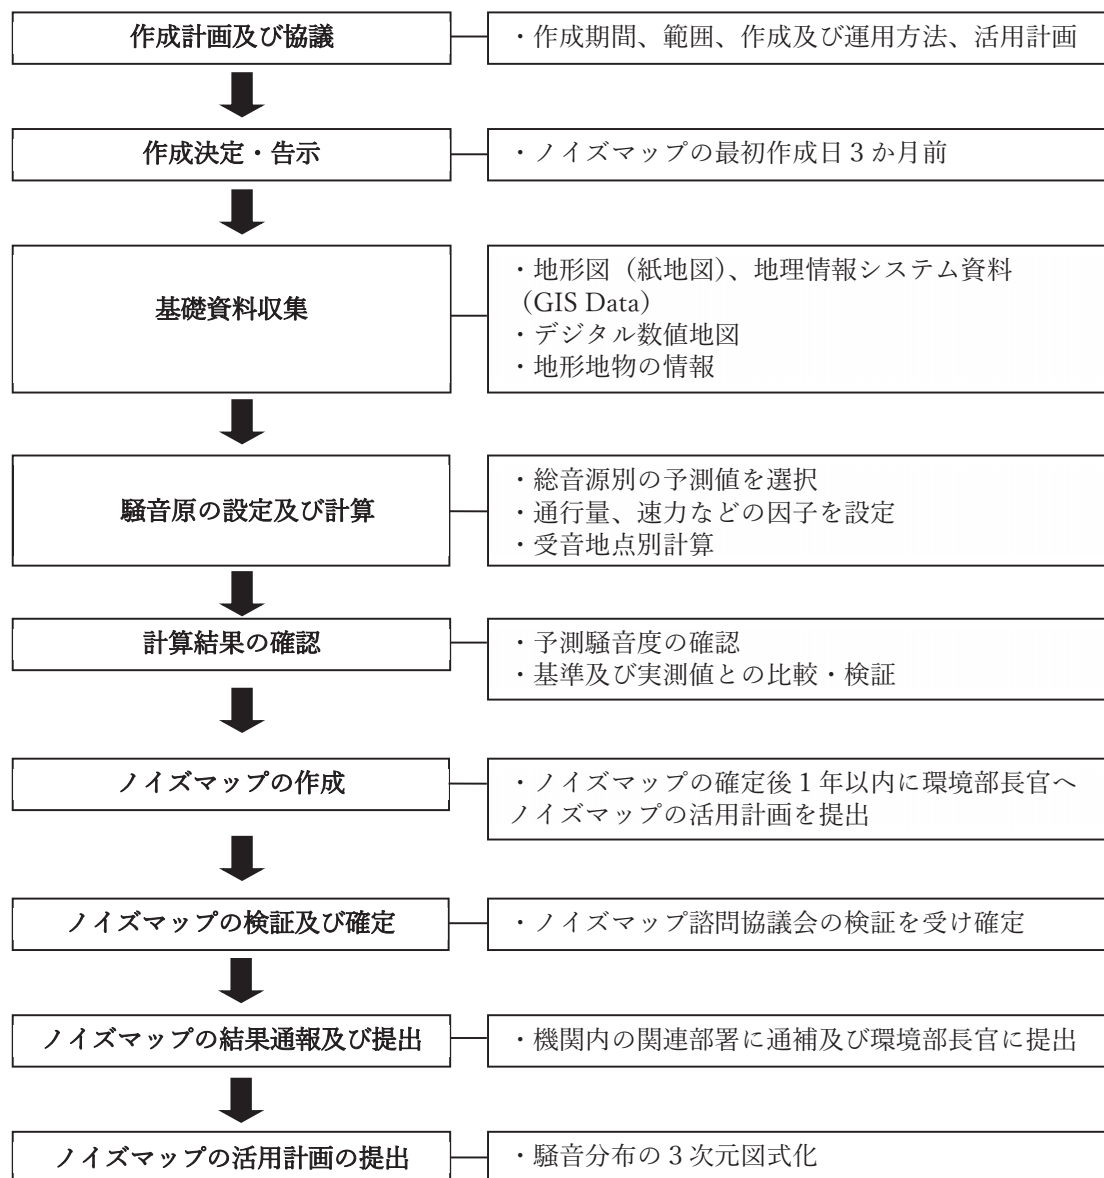 作成計画及び協議
・作成期間、範囲、作成及び運用方法、活用計画
作成決定・告示
・ノイズマップの最初作成日3か月前
基礎資料収集
・地形図（紙地図）、地理情報システム資料
（GIS Data）
・デジタル数値地図
・地形地物の情報
騒音原の設定及び計算
・総音源別の予測値を選択
・通行量、速力などの因子を設定
・受音地点別計算
計算結果の確認
・予測騒音度の確認
・基準及び実測値との比較・検証
ノイズマップの作成
・ノイズマップの確定後1年以内に環境部長官へ
ノイズマップの活用計画を提出
ノイズマップの検証及び確定
・ノイズマップ諮問協議会の検証を受け確定
ノイズマップの結果通報及び提出
・機関内の関連部署に通補及び環境部長官に提出
ノイズマップの活用計画の提出
・騒音分布の3次元図式化